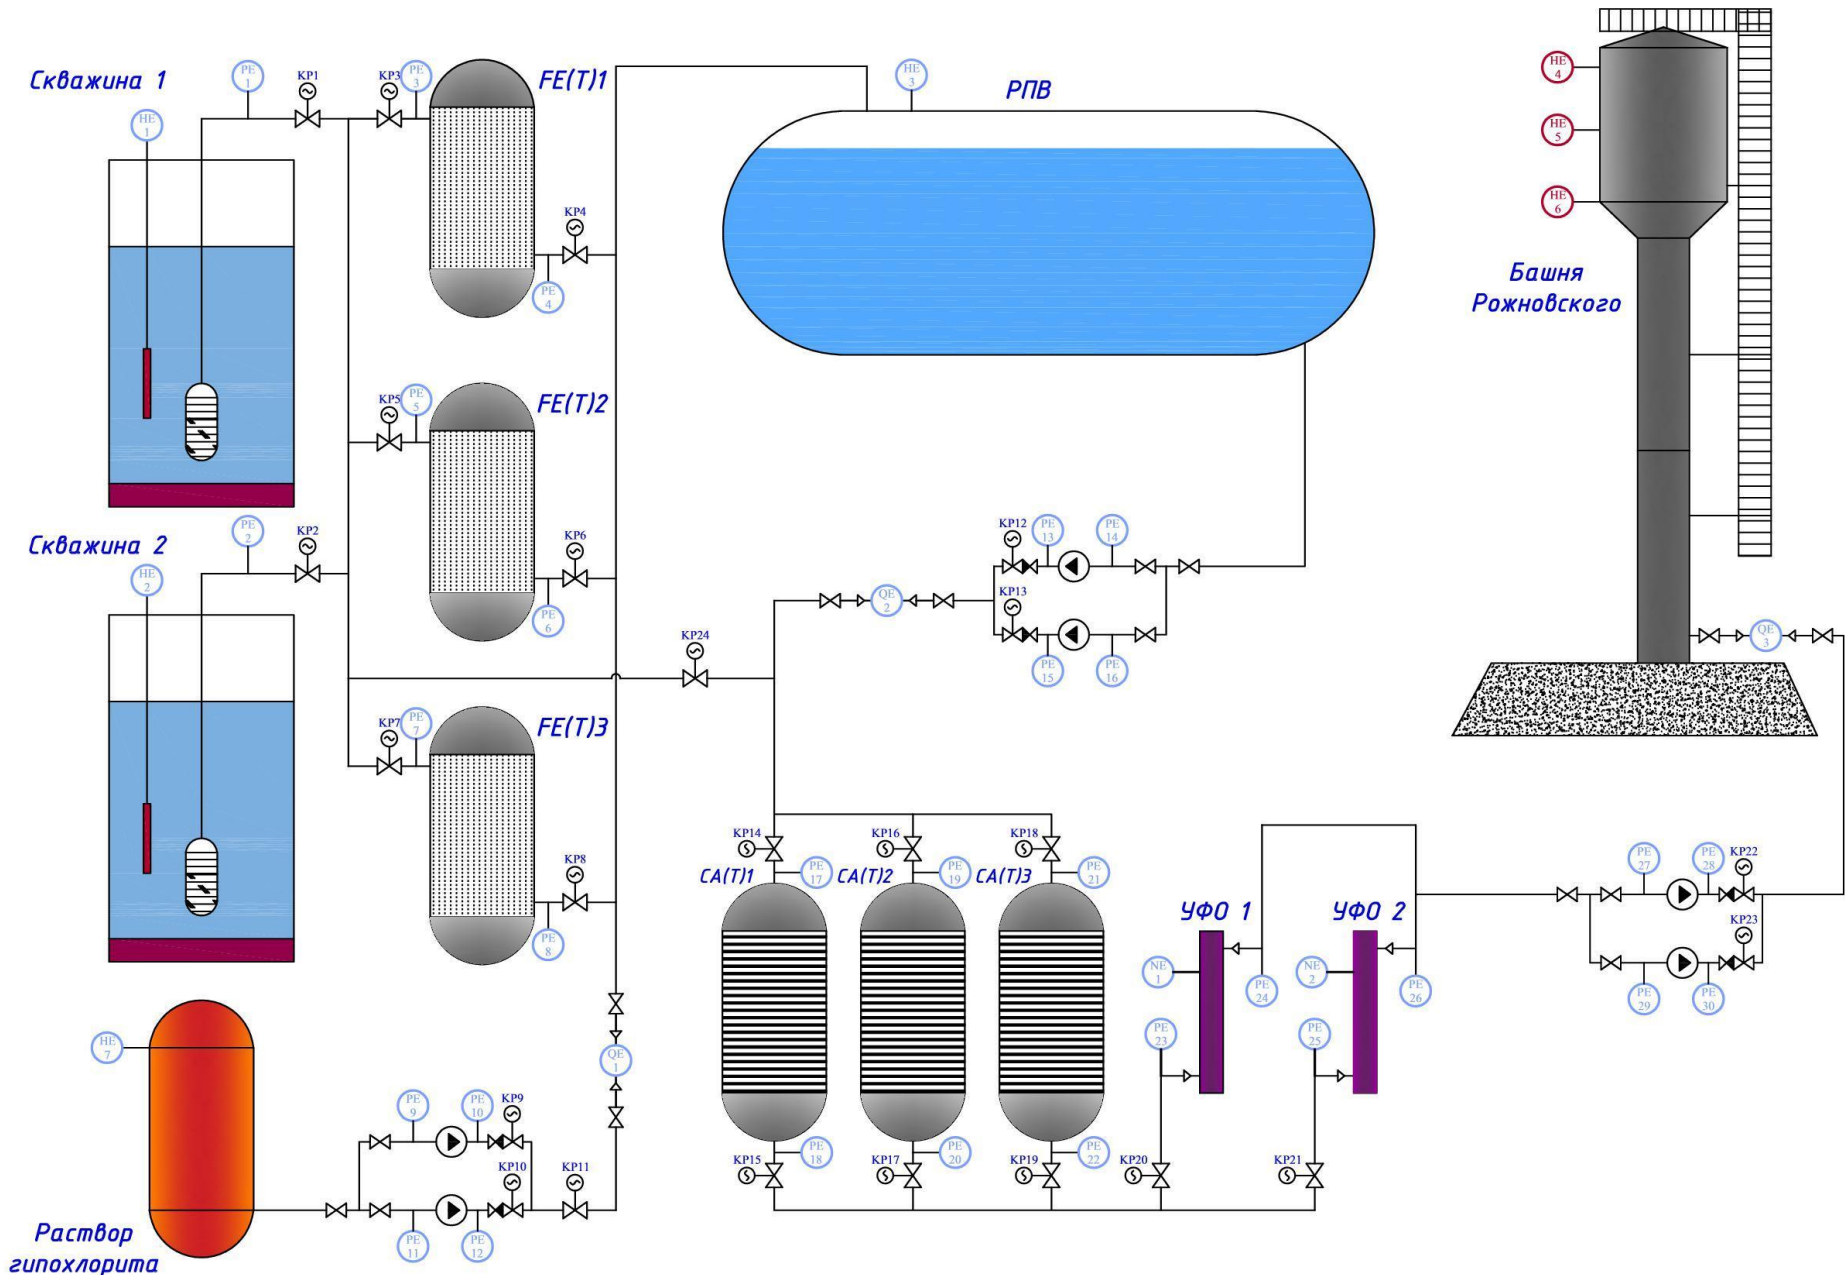 Скважина 1
HE
1
PE
1
KP1
KP3
PE
3
FE(T)1
KP4
PE
4
HE
3
РПВ
HE
4
HE
5
HE
6
Башня
Рожновского
KP5
PE
5
FE(T)2
KP6
PE
6
Скважина 2
HE
2
PE
2
KP2
KP7
PE
7
FE(T)3
KP8
PE
8
KP24
QE
2
KP12
PE
13
PE
14
KP13
PE
15
PE
16
QE
3
KP14
KP16
KP18
CA(T)1
PE
17
CA(T)2
PE
19
CA(T)3
PE
21
УФО 1
УФО 2
NE
1
PE
24
NE
2
PE
26
PE
23
PE
25
PE
27
PE
28
KP22
KP23
PE
29
PE
30
HE
7
PE
9
PE
10
KP9
QE
1
KP10
KP11
PE
11
PE
12
KP15
PE
18
KP17
PE
20
KP19
PE
22
KP20
KP21
Раствор
гипохлорита